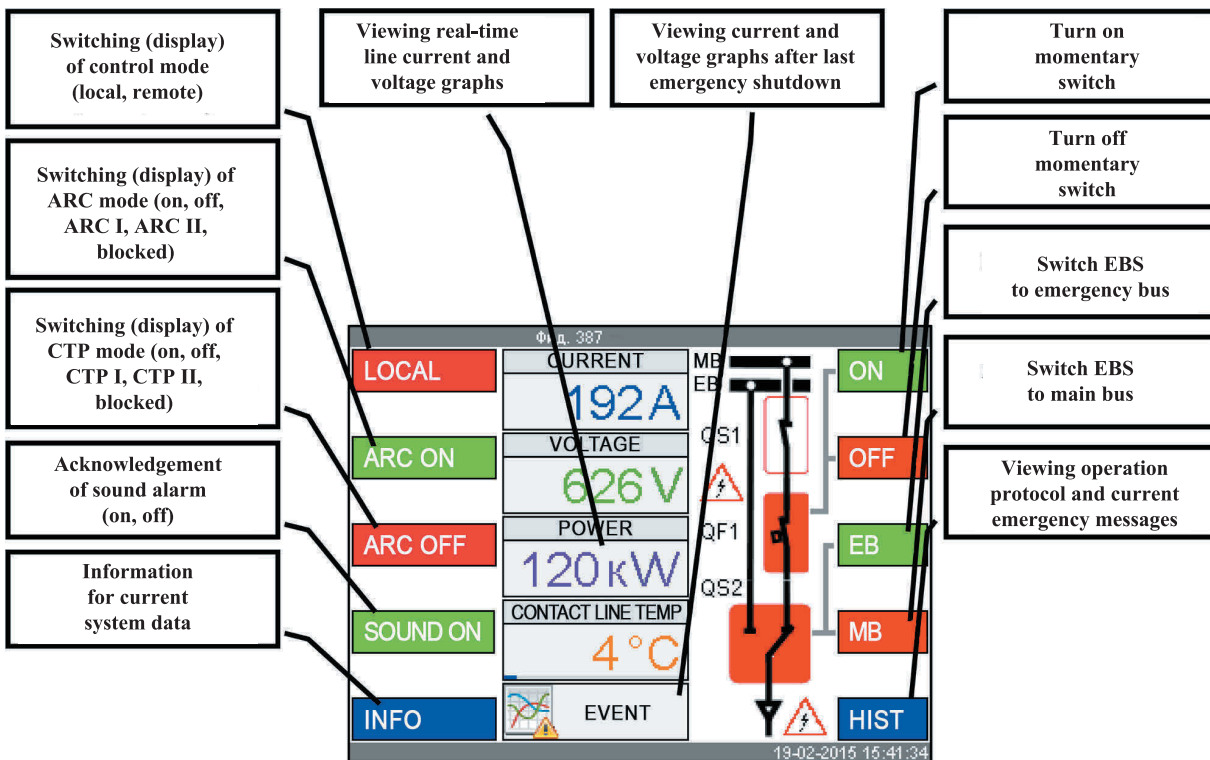 Switching (display)
of control mode
(local, remote)
Viewing real-time
line current and
voltage graphs
Viewing current and
voltage graphs after last
emergency shutdown
Turn on
momentary
switch
Switching (display) of
ARC mode (on, off,
ARC I, ARC II,
blocked)
Turn off
momentary
switch
Switching (display) of
CTP mode (on, off,
CTP I, CTP II,
blocked)
Switch EBS
to emergency bus
Acknowledgement
of sound alarm
(on, off)
Switch EBS
to main bus
Information
for current
system data
Viewing operation
protocol and current
emergency messages
Фид. 387
LOCAL
ARC ON
ARC OFF
SOUND ON
INFO
CURRENT
192 A
VOLTAGE
626 V
POWER
120 кW
CONTACT LINE TEMP
4 °C
EVENT
MB
EB
QS1
QF1
QS2
ON
OFF
EB
MB
HIST
19-02-2015 15:41:34